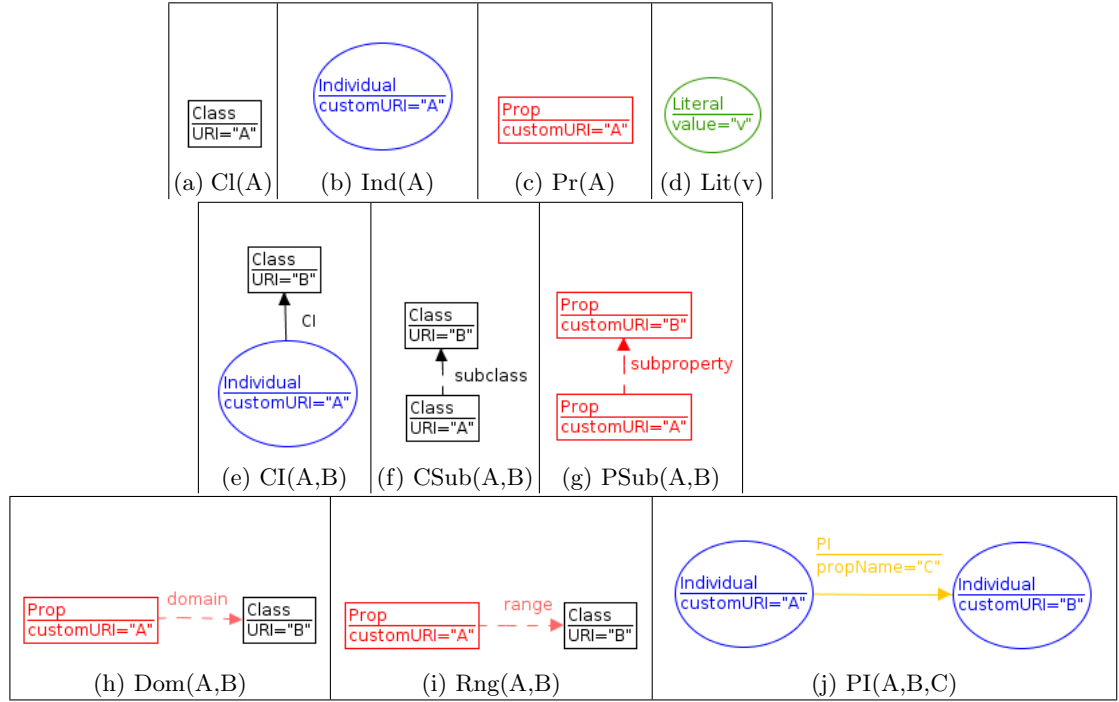 Class
URI="A"
(a) Cl(A)
Individual
customURI="A"
(b) Ind(A)
Prop
customURI="A"
(c) Pr(A)
Literal
value="v"
(d) Lit(v)
Class
URI="B"
CI
Individual
customURI="A"
(e) CI(A,B)
Class
URI="B"
subclass
Class
URI="A"
(f) CSub(A,B)
Prop
customURI="B"
subproperty
Prop
customURI="A"
(g) PSub(A,B)
Prop
customURI="A"
domain
Class
URI="B"
(h) Dom(A,B)
Prop
customURI="A"
range
Class
URI="B"
(i) Rng(A,B)
Individual
customURI="A"
PI
propName="C"
Individual
customURI="B"
(j) PI(A,B,C)